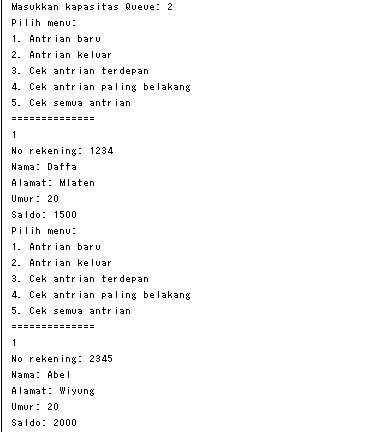 Masukkan kapasitas Queue: 2
Pilih menu:
1. Antrian baru
2. Antrian keluar
3. Cek antrian terdepan
4. Cek antrian paling belakang
5. Cek semua antrian
==============
1
No rekening: 1234
Nama: Daffa
Alamat: Mlaten
Umur: 20
Saldo: 1500
Pilih menu:
1. Antrian baru
2. Antrian keluar
3. Cek antrian terdepan
4. Cek antrian paling belakang
5. Cek semua antrian
==============
1
No rekening: 2345
Nama: Abel
Alamat: Wiyung
Umur: 20
Saldo: 2000